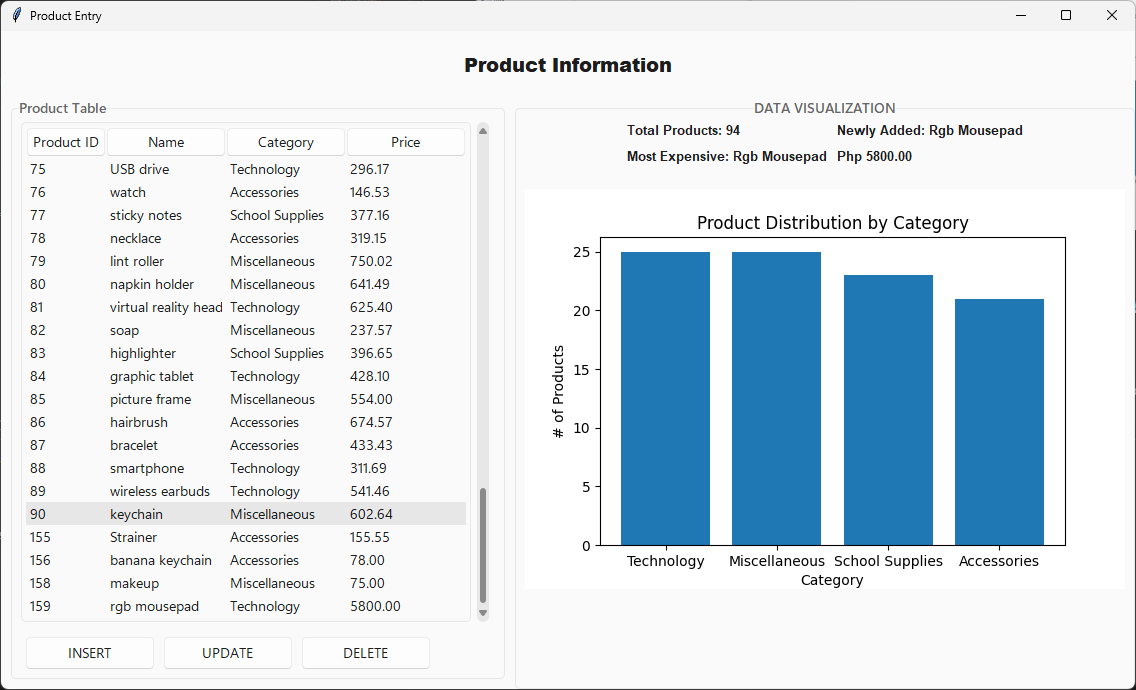 Product Entry
Product Information
Product Table
Product ID Name Category Price
75 USB drive Technology 296.17
76 watch Accessories 146.53
77 sticky notes School Supplies 377.16
78 necklace Accessories 319.15
79 lint roller Miscellaneous 750.02
80 napkin holder Miscellaneous 641.49
81 virtual reality head Technology 625.40
82 soap Miscellaneous 237.57
83 highlighter School Supplies 396.65
84 graphic tablet Technology 428.10
85 picture frame Miscellaneous 554.00
86 hairbrush Accessories 674.57
87 bracelet Accessories 433.43
88 smartphone Technology 311.69
89 wireless earbuds Technology 541.46
90 keychain Miscellaneous 602.64
155 Strainer Accessories 155.55
156 banana keychain Accessories 78.00
158 makeup Miscellaneous 75.00
159 rgb mousepad Technology 5800.00
INSERT UPDATE DELETE
DATA VISUALIZATION
Total Products: 94 Newly Added: Rgb Mousepad
Most Expensive: Rgb Mousepad Php 5800.00
Product Distribution by Category
# of Products
25
20
15
10
5
0
Technology Miscellaneous School Supplies Accessories
Category